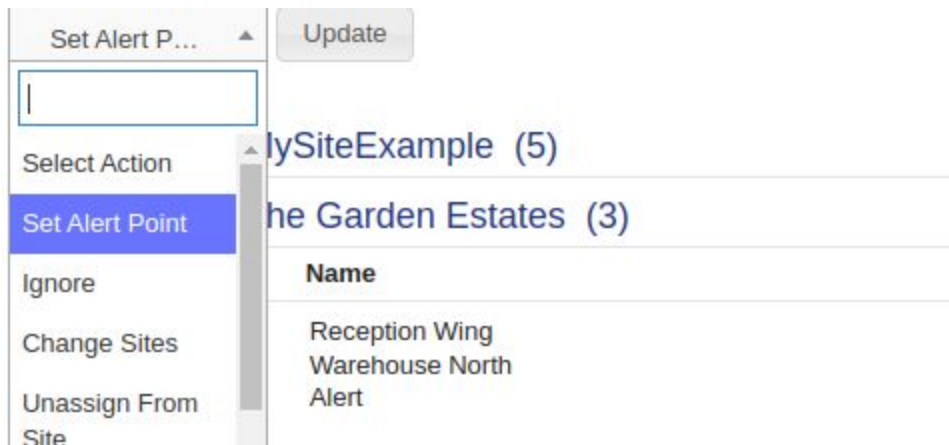 Set Alert P...
Update
Select Action
Set Alert Point
Ignore
Change Sites
Unassign From
Site
lySiteExample (5)
he Garden Estates (3)
Name
Reception Wing
Warehouse North
Alert